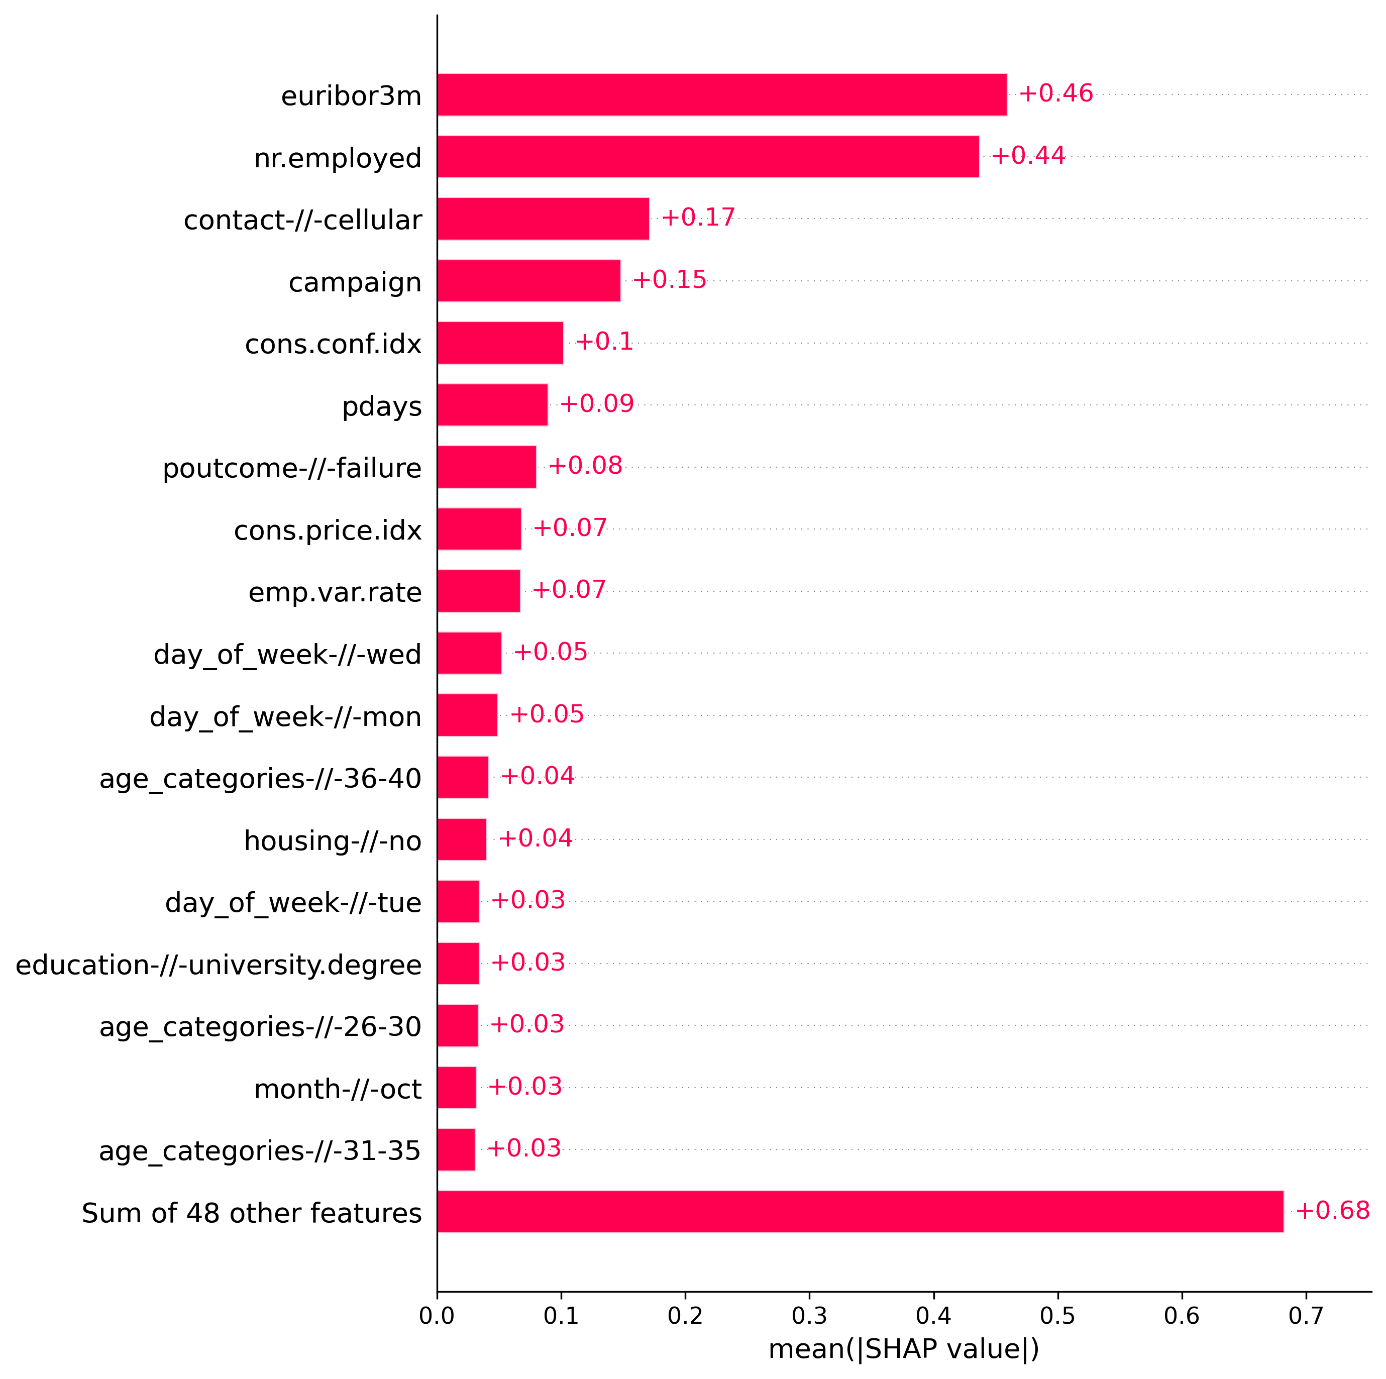 euribor3m +0.46
nr.employed +0.44
contact-//-cellular +0.17
campaign +0.15
cons.conf.idx +0.1
pdays +0.09
poutcome-//-failure +0.08
cons.price.idx +0.07
emp.var.rate +0.07
day_of_week-//-wed +0.05
day_of_week-//-mon +0.05
age_categories-//-36-40 +0.04
housing-//-no +0.04
day_of_week-//-tue +0.03
education-//-university.degree +0.03
age_categories-//-26-30 +0.03
month-//-oct +0.03
age_categories-//-31-35 +0.03
Sum of 48 other features +0.68
0.0 0.1 0.2 0.3 0.4 0.5 0.6 0.7
mean(|SHAP value|)